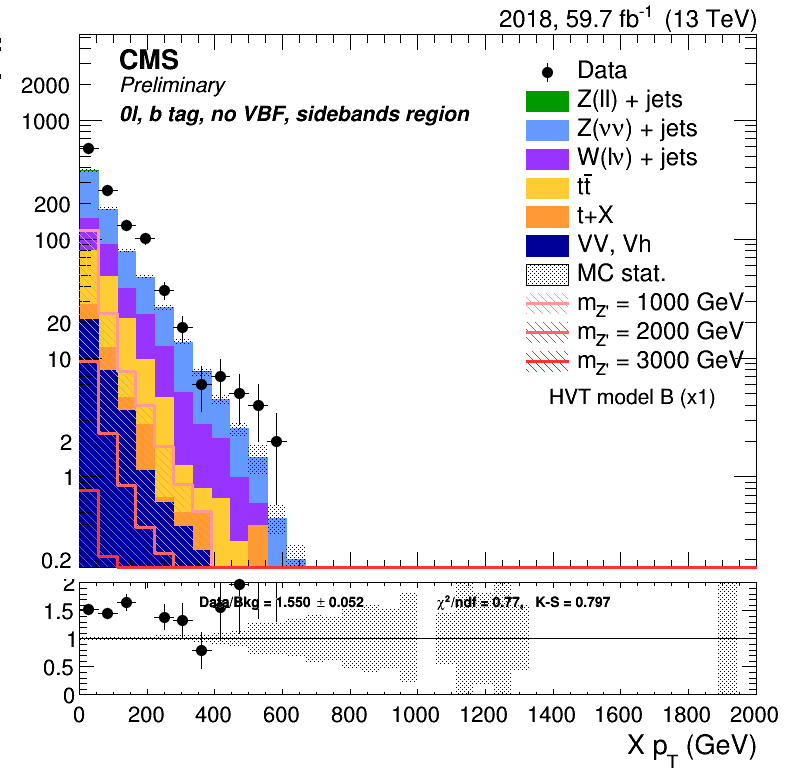 2018, 59.7 fb⁻¹ (13 TeV)
CMS
Preliminary
0l, b tag, no VBF, sidebands region
Data
Z(ll) + jets
Z(νν) + jets
W(lν) + jets
tt̄
t+X
VV, Vh
MC stat.
m_Z' = 1000 GeV
m_Z' = 2000 GeV
m_Z' = 3000 GeV
HVT model B (x1)
2000
1000
200
100
20
10
2
1
0.2
Data/Bkg = 1.550 ± 0.052
χ²/ndf = 0.77, K-S = 0.797
2
1.5
1
0.5
0
0 200 400 600 800 1000 1200 1400 1600 1800 2000
X p_T (GeV)